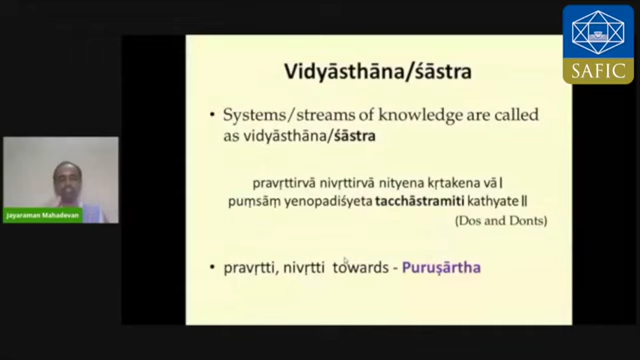 SAFIC
Vidyāsthāna/śāstra
• Systems/streams of knowledge are called
as vidyāsthāna/śāstra
pravṛttirvā nivṛttirvā nityena kṛtakena vā|
puṃsāṃ yenopadiśyeta tacchāstramiti kathyate||
(Dos and Donts)
• pravṛtti, nivṛtti towards - Puruṣārtha
Jayaraman Mahadevan